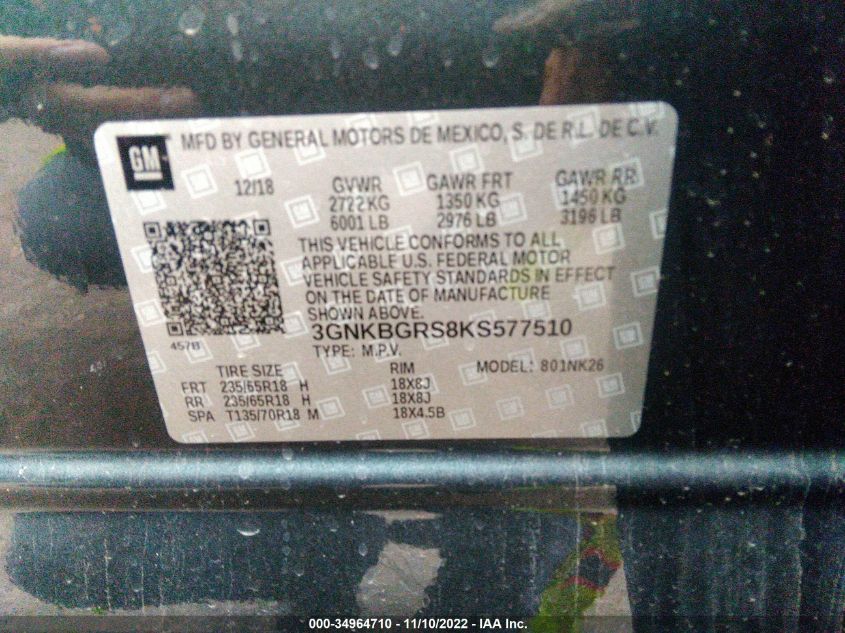 GM
MFD BY GENERAL MOTORS DE MEXICO, S. DE R.L. DE C.V.
12/18 GVWR GAWR FRT GAWR RR
2722KG 1350 KG 1450 KG
6001 LB 2976 LB 3196 LB
THIS VEHICLE CONFORMS TO ALL
APPLICABLE U.S. FEDERAL MOTOR
VEHICLE SAFETY STANDARDS IN EFFECT
ON THE DATE OF MANUFACTURE
SHOWN ABOVE.
3GNKBGRS8KS577510
457B
TYPE: M.P.V.
TIRE SIZE RIM MODEL: 801NK26
FRT 235/65R18 H 18X8J
RR 235/65R18 H 18X8J
SPA T135/70R18 M 18X4.5B
000-34964710 - 11/10/2022 - IAA Inc.